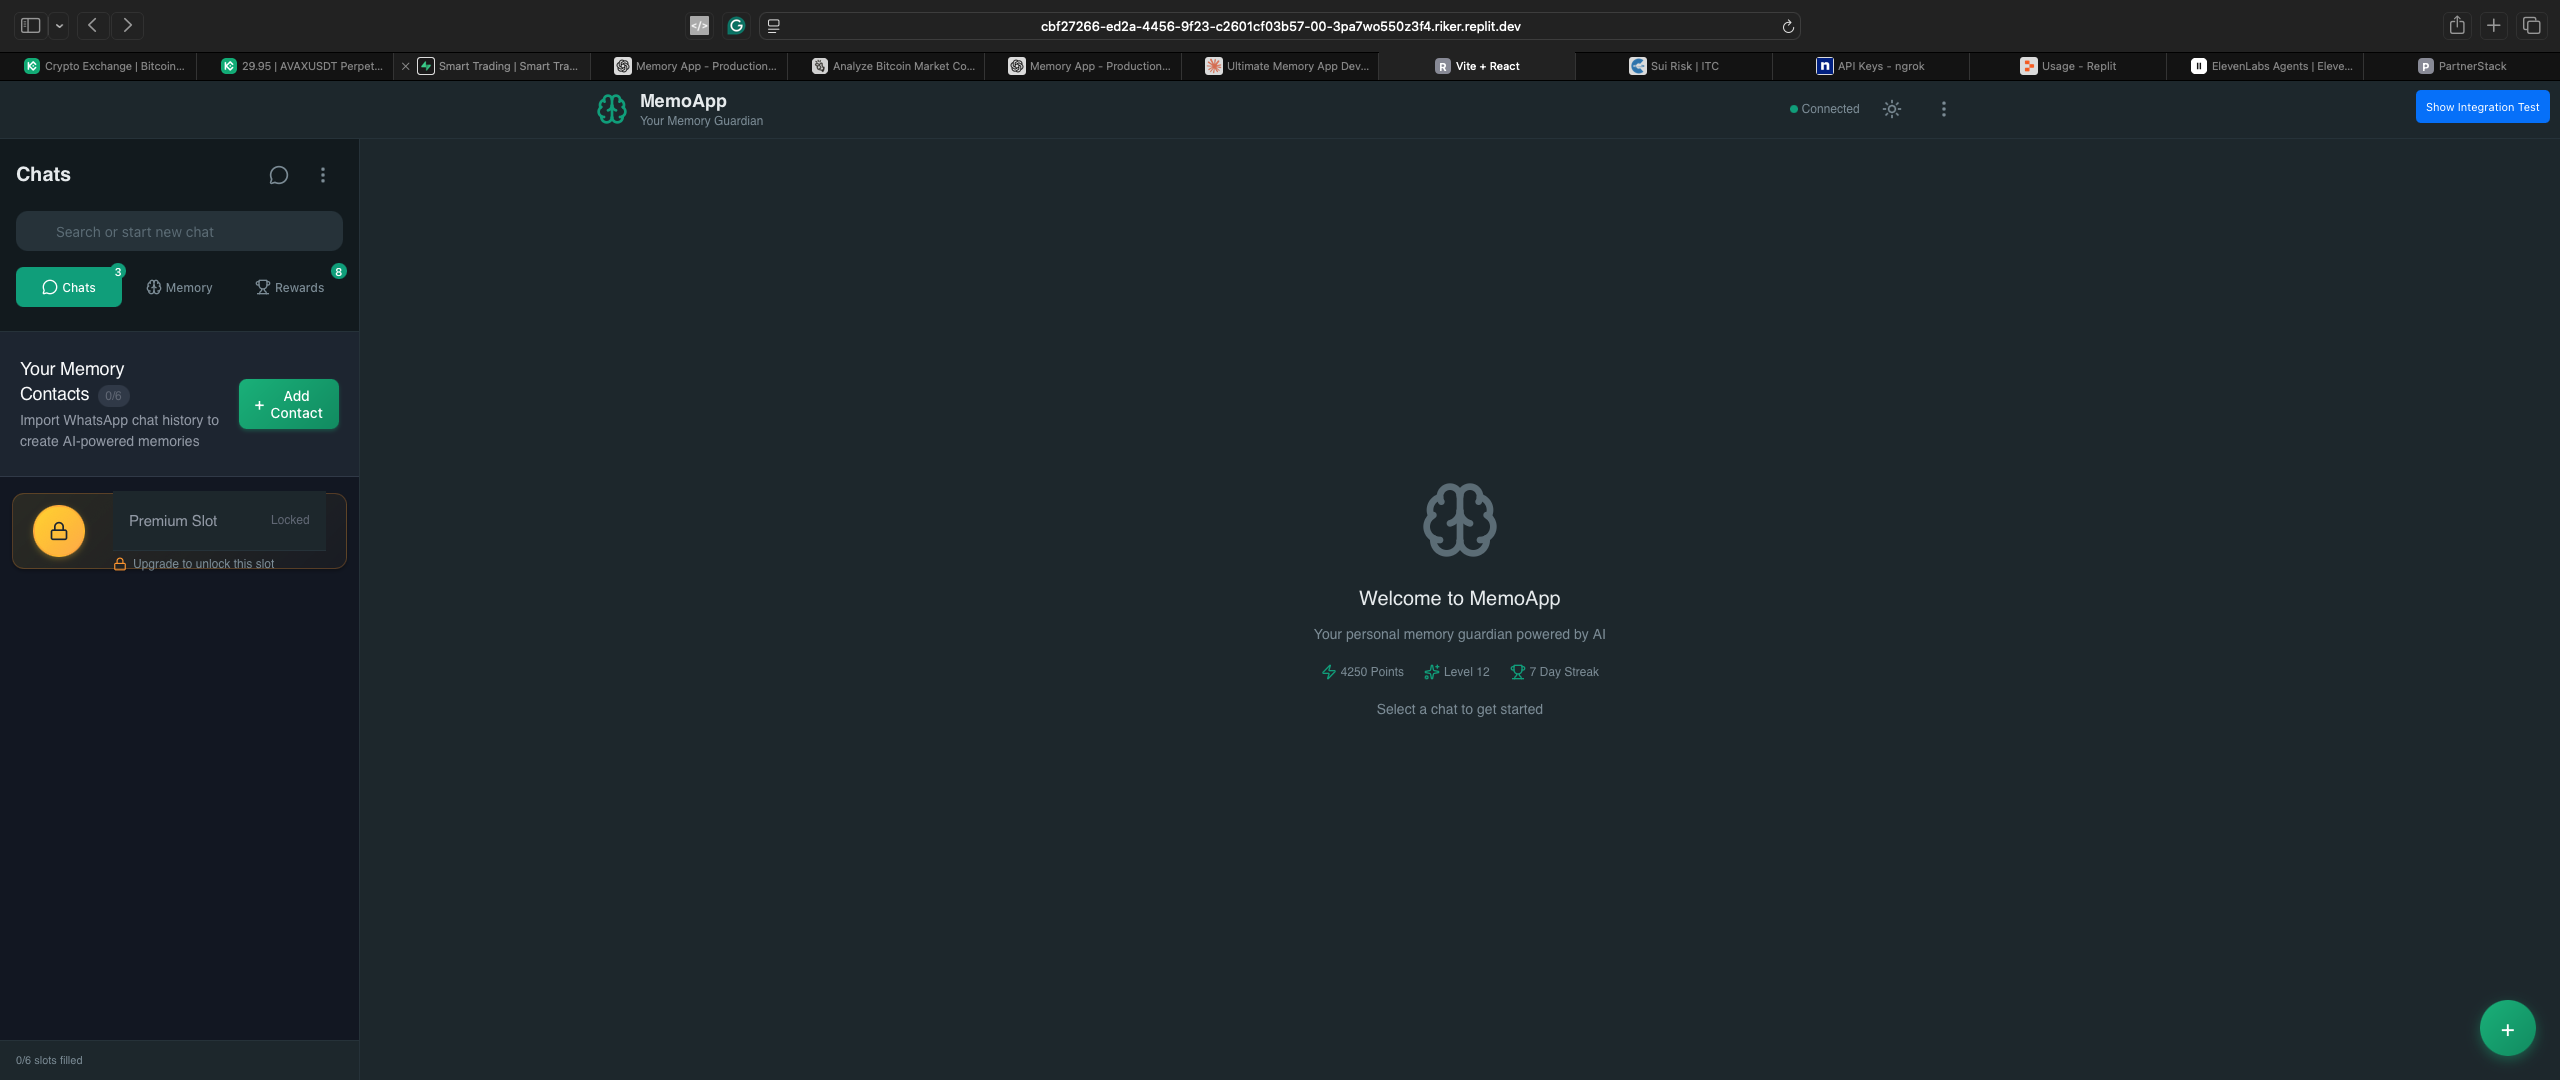 cbf27266-ed2a-4456-9f23-c2601cf03b57-00-3pa7wo550z3f4.riker.replit.dev
Crypto Exchange | Bitcoin...
29.95 | AVAXUSDT Perpet...
Smart Trading | Smart Tra...
Memory App - Production...
Analyze Bitcoin Market Co...
Memory App - Production...
Ultimate Memory App Dev...
R
Vite + React
Sui Risk | ITC
n
API Keys - ngrok
Usage - Replit
ElevenLabs Agents | Eleve...
P
PartnerStack
MemoApp
Your Memory Guardian
Connected
Show Integration Test
Chats
Search or start new chat
Chats
3
Memory
Rewards
8
Your Memory
Contacts 0/6
Import WhatsApp chat history to
create AI-powered memories
+ Add
Contact
Premium Slot
Locked
Upgrade to unlock this slot
Welcome to MemoApp
Your personal memory guardian powered by AI
4250 Points
Level 12
7 Day Streak
Select a chat to get started
+
0/6 slots filled